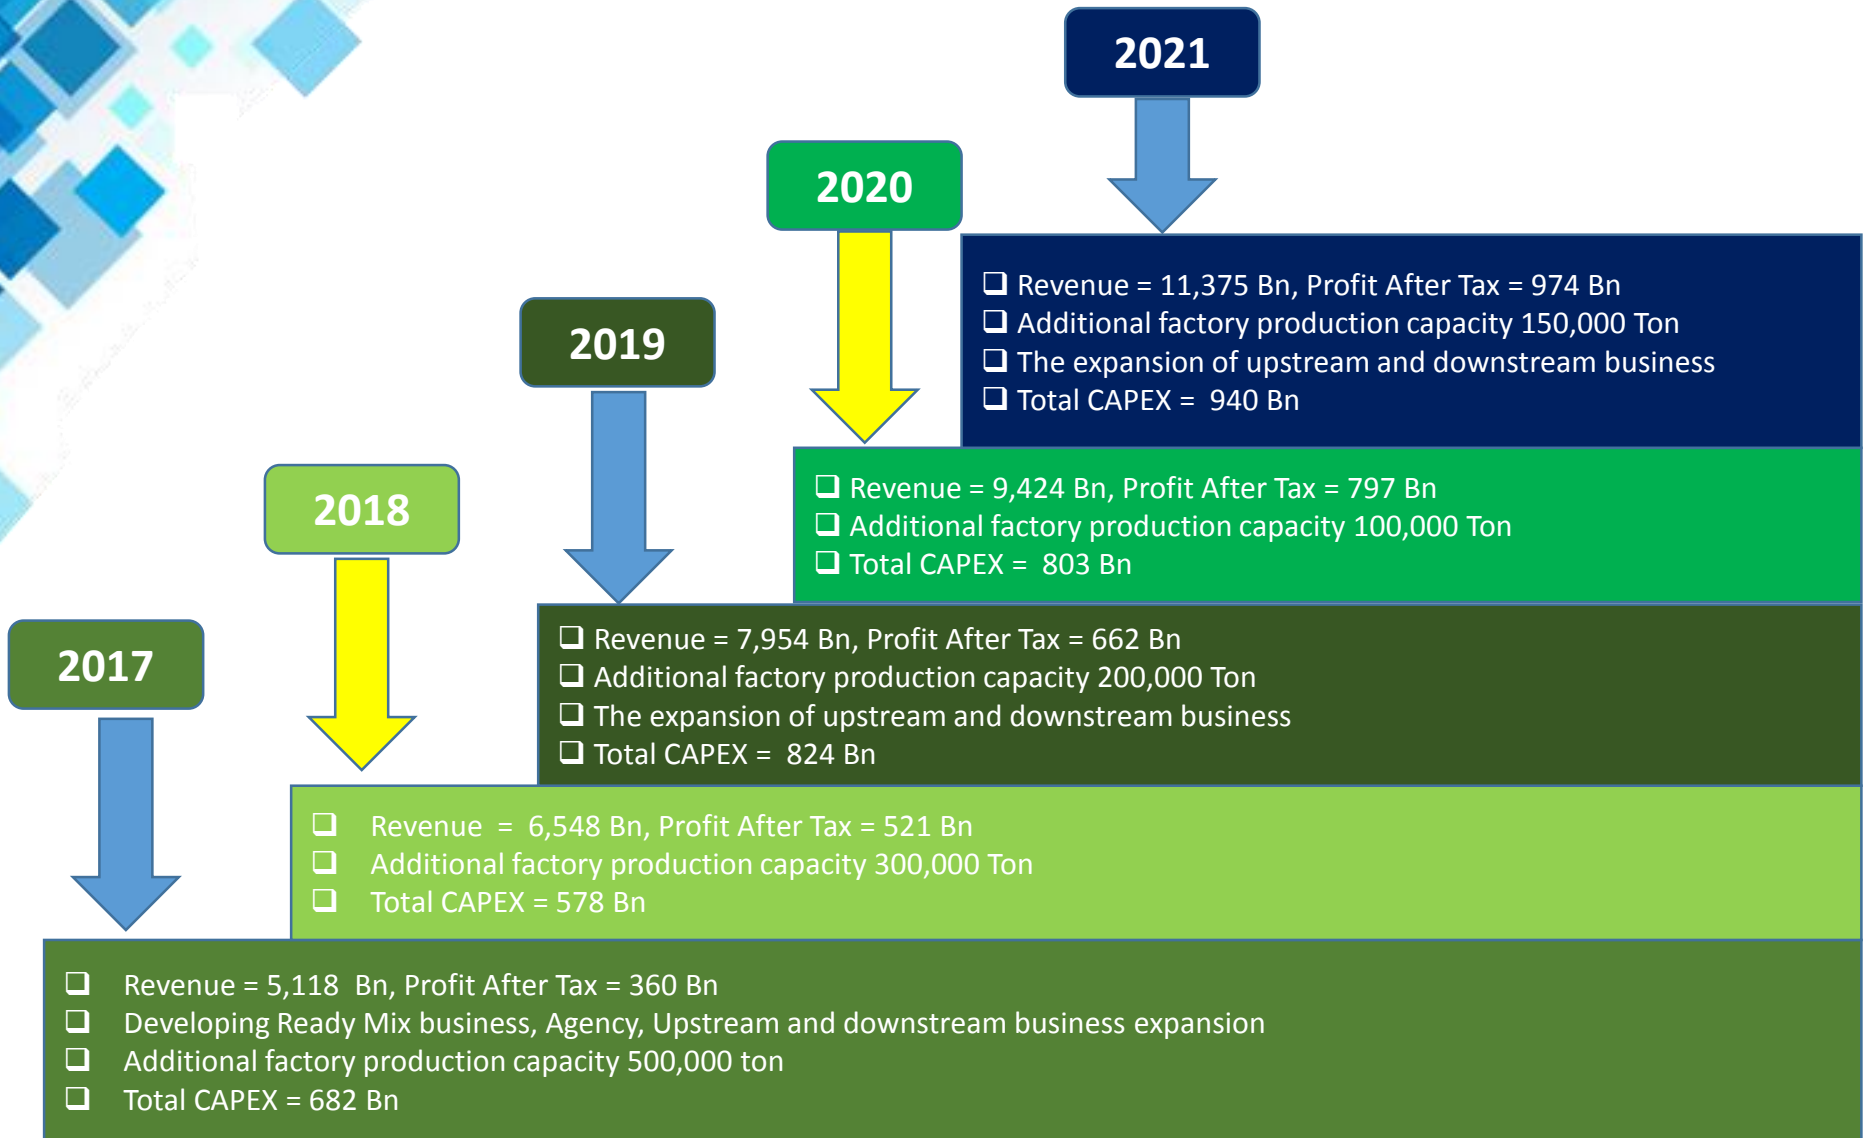 2021
❑ Revenue = 11,375 Bn, Profit After Tax = 974 Bn
❑ Additional factory production capacity 150,000 Ton
❑ The expansion of upstream and downstream business
❑ Total CAPEX = 940 Bn
2020
❑ Revenue = 9,424 Bn, Profit After Tax = 797 Bn
❑ Additional factory production capacity 100,000 Ton
❑ Total CAPEX = 803 Bn
2019
❑ Revenue = 7,954 Bn, Profit After Tax = 662 Bn
❑ Additional factory production capacity 200,000 Ton
❑ The expansion of upstream and downstream business
❑ Total CAPEX = 824 Bn
2018
❑ Revenue = 6,548 Bn, Profit After Tax = 521 Bn
❑ Additional factory production capacity 300,000 Ton
❑ Total CAPEX = 578 Bn
2017
❑ Revenue = 5,118 Bn, Profit After Tax = 360 Bn
❑ Developing Ready Mix business, Agency, Upstream and downstream business expansion
❑ Additional factory production capacity 500,000 ton
❑ Total CAPEX = 682 Bn